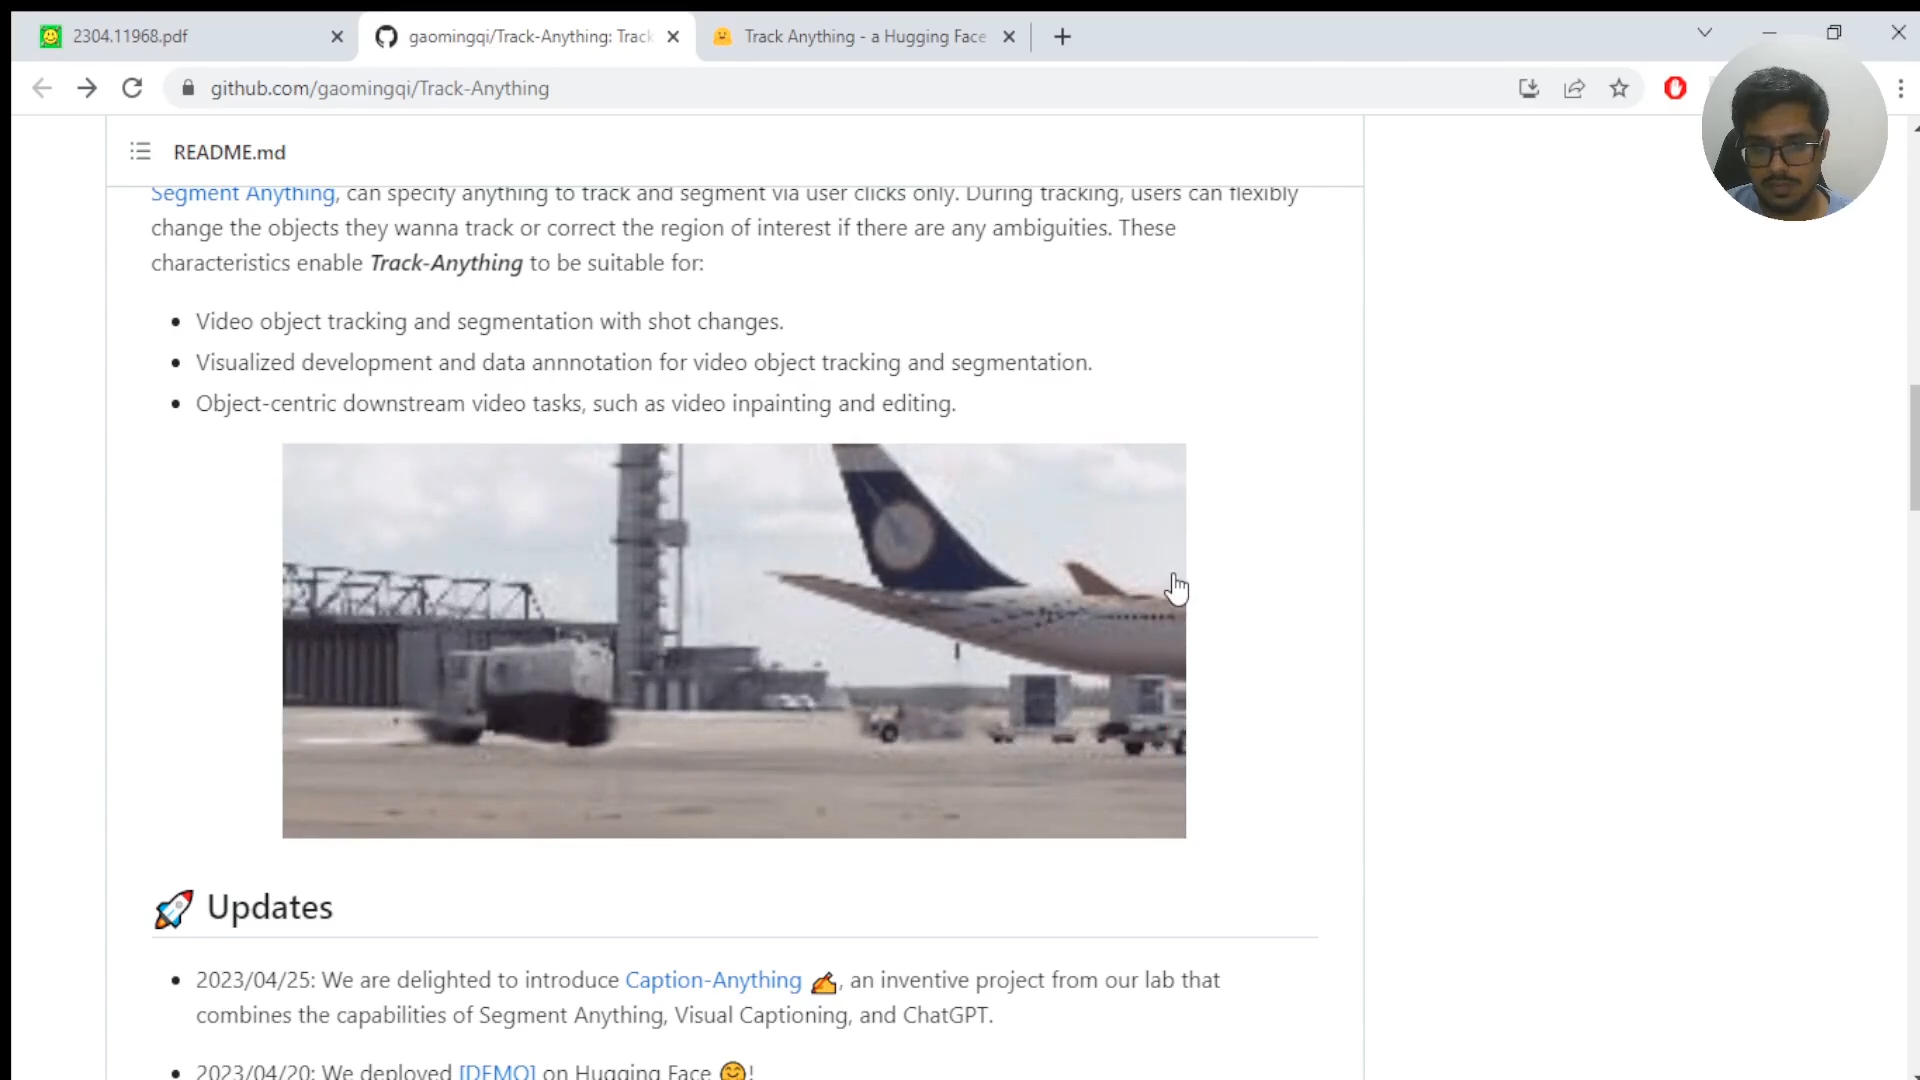 2304.11968.pdf
gaomingqi/Track-Anything: Track
Track Anything - a Hugging Face
github.com/gaomingqi/Track-Anything
README.md
Segment Anything, can specify anything to track and segment via user clicks only. During tracking, users can flexibly
change the objects they wanna track or correct the region of interest if there are any ambiguities. These
characteristics enable Track-Anything to be suitable for:
• Video object tracking and segmentation with shot changes.
• Visualized development and data annnotation for video object tracking and segmentation.
• Object-centric downstream video tasks, such as video inpainting and editing.
🚀 Updates
• 2023/04/25: We are delighted to introduce Caption-Anything ✍️, an inventive project from our lab that
combines the capabilities of Segment Anything, Visual Captioning, and ChatGPT.
• 2023/04/20: We deployed [DEMO] on Hugging Face 🤗!